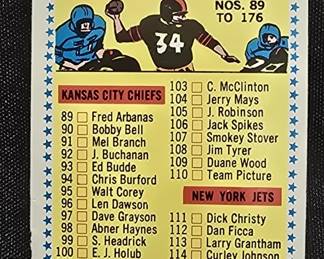 NOS. 89
TO 176
34
KANSAS CITY CHIEFS
89 Fred Arbanas
90 Bobby Bell
91 Mel Branch
92 J. Buchanan
93 Ed Budde
94 Chris Burford
95 Walt Corey
96 Len Dawson
97 Dave Grayson
98 Abner Haynes
99 S. Headrick
100 E. J. Holub
103 C. McClinton
104 Jerry Mays
105 J. Robinson
106 Jack Spikes
107 Smokey Stover
108 Jim Tyrer
109 Duane Wood
110 Team Picture
NEW YORK JETS
111 Dick Christy
112 Dan Ficca
113 Larry Grantham
114 Curley Johnson